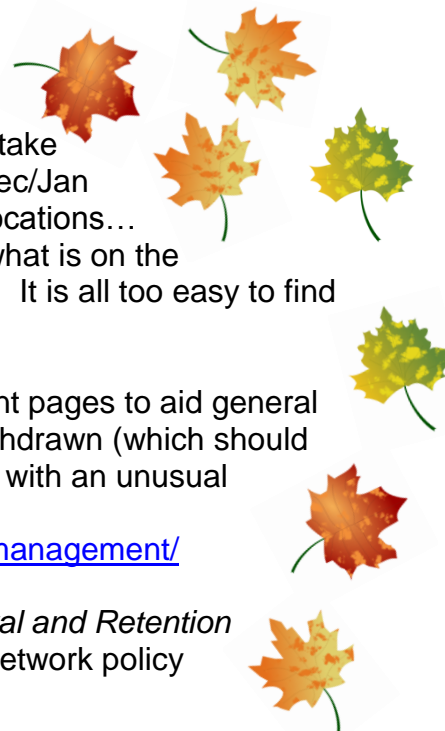 take
ec/Jan
ocations…
what is on the
It is all too easy to find
nt pages to aid general
hdrawn (which should
with an unusual
management/
al and Retention
etwork policy